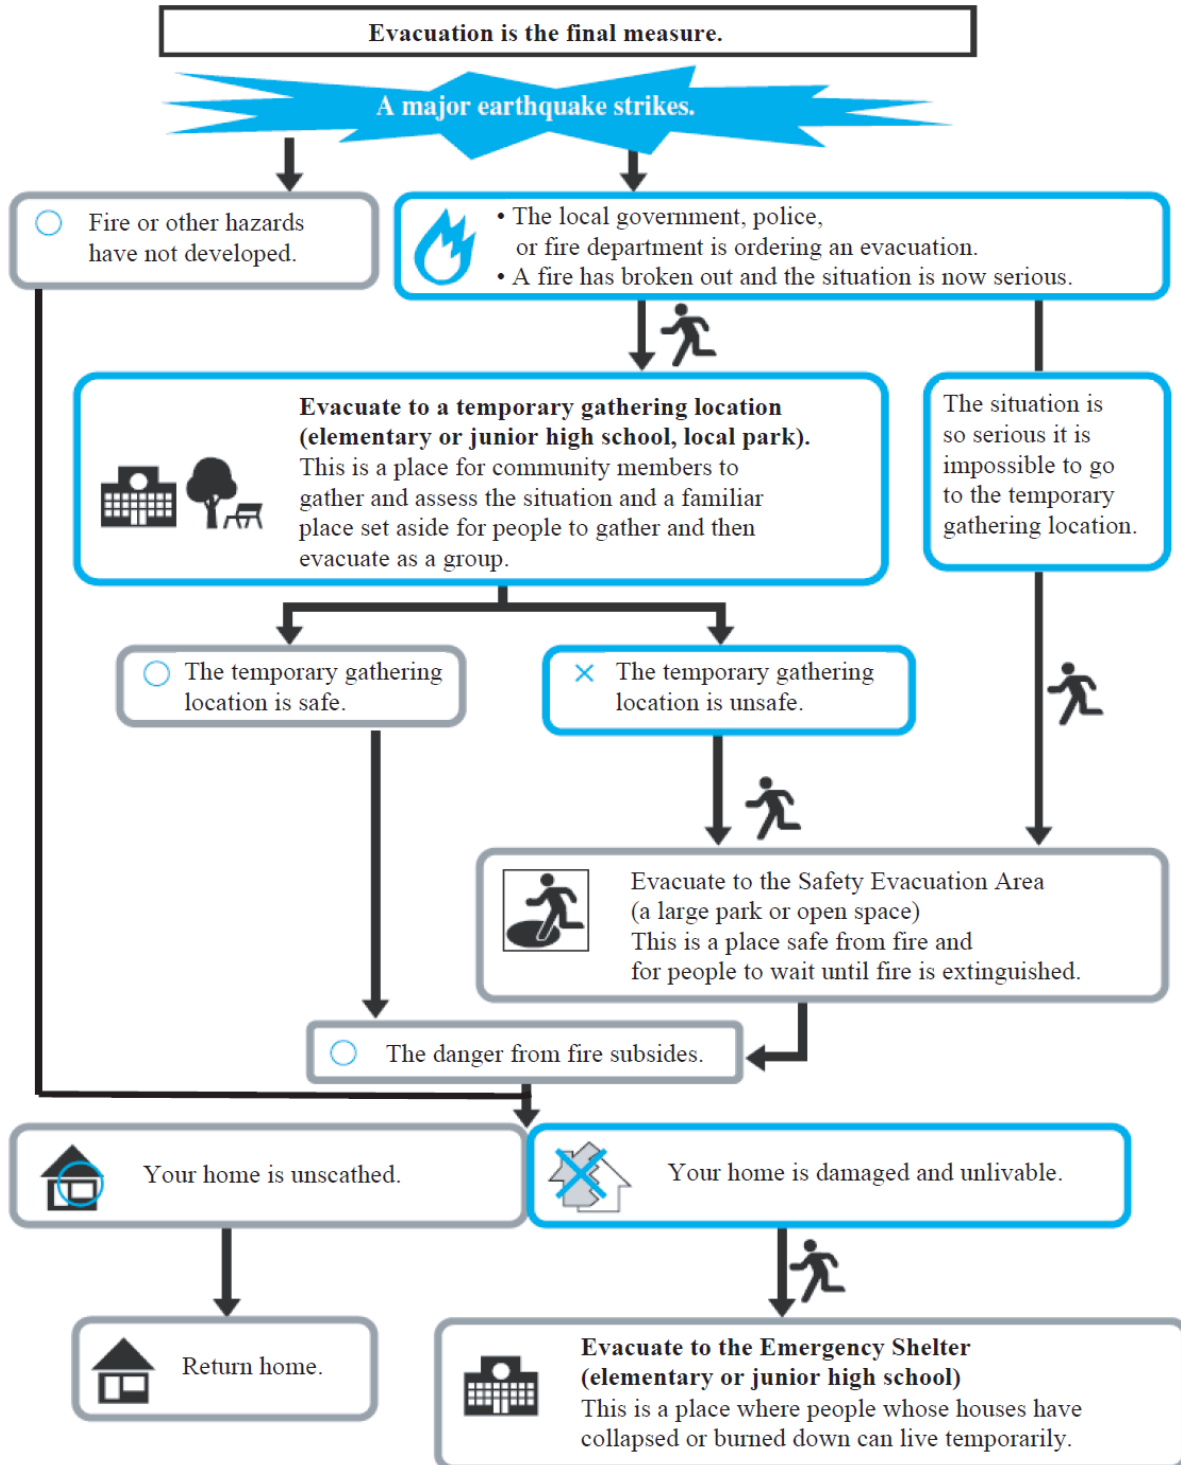 Evacuation is the final measure.
A major earthquake strikes.
Fire or other hazards
have not developed.
• The local government, police,
or fire department is ordering an evacuation.
• A fire has broken out and the situation is now serious.
Evacuate to a temporary gathering location
(elementary or junior high school, local park).
This is a place for community members to
gather and assess the situation and a familiar
place set aside for people to gather and then
evacuate as a group.
The situation is
so serious it is
impossible to go
to the temporary
gathering location.
The temporary gathering
location is safe.
The temporary gathering
location is unsafe.
Evacuate to the Safety Evacuation Area
(a large park or open space)
This is a place safe from fire and
for people to wait until fire is extinguished.
The danger from fire subsides.
Your home is unscathed.
Your home is damaged and unlivable.
Return home.
Evacuate to the Emergency Shelter
(elementary or junior high school)
This is a place where people whose houses have
collapsed or burned down can live temporarily.